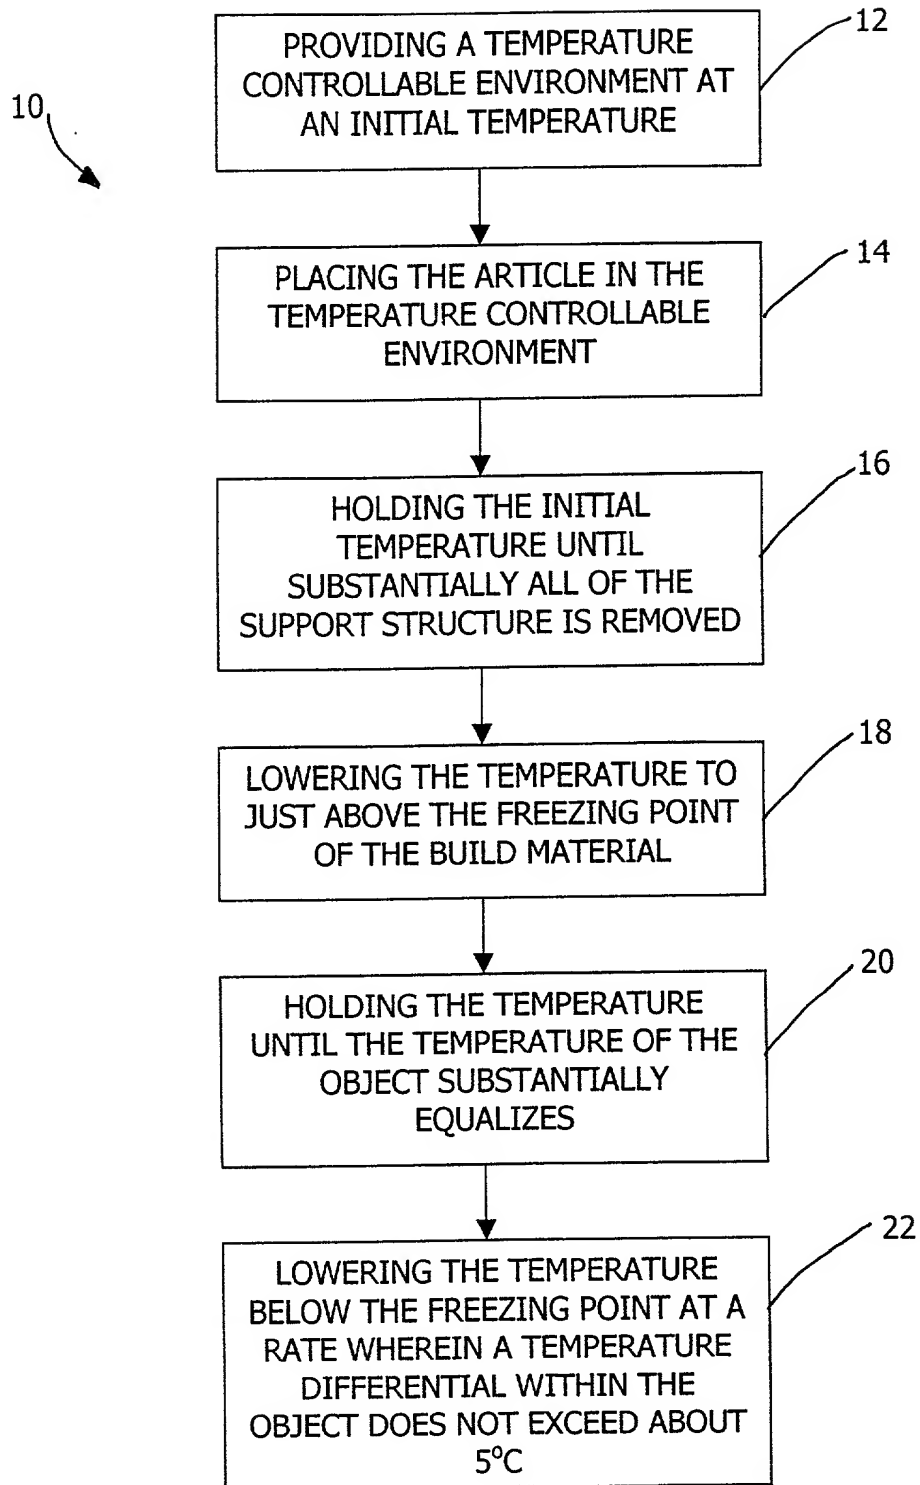 12
PROVIDING A TEMPERATURE
CONTROLLABLE ENVIRONMENT AT
AN INITIAL TEMPERATURE
10
14
PLACING THE ARTICLE IN THE
TEMPERATURE CONTROLLABLE
ENVIRONMENT
16
HOLDING THE INITIAL
TEMPERATURE UNTIL
SUBSTANTIALLY ALL OF THE
SUPPORT STRUCTURE IS REMOVED
18
LOWERING THE TEMPERATURE TO
JUST ABOVE THE FREEZING POINT
OF THE BUILD MATERIAL
20
HOLDING THE TEMPERATURE
UNTIL THE TEMPERATURE OF THE
OBJECT SUBSTANTIALLY
EQUALIZES
22
LOWERING THE TEMPERATURE
BELOW THE FREEZING POINT AT A
RATE WHEREIN A TEMPERATURE
DIFFERENTIAL WITHIN THE
OBJECT DOES NOT EXCEED ABOUT
5°C